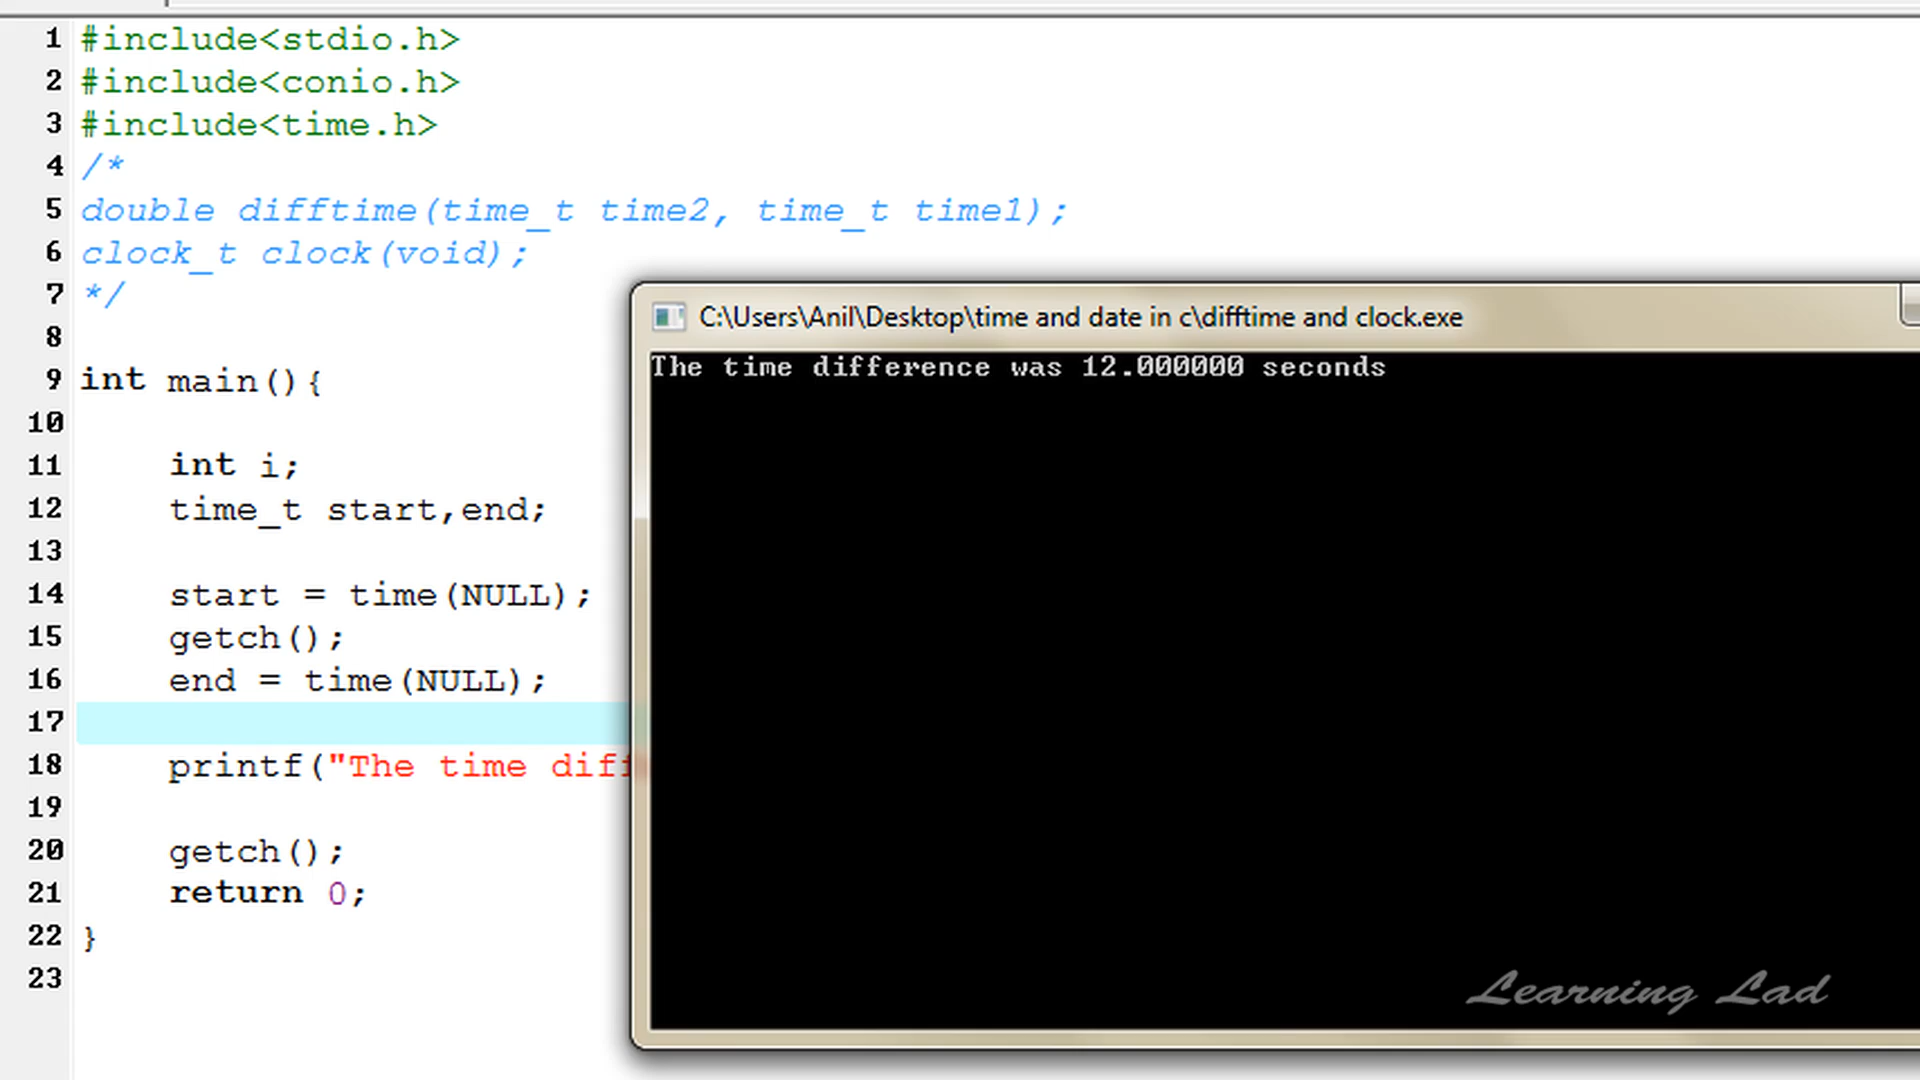 1 #include<stdio.h>
2 #include<conio.h>
3 #include<time.h>
4 /*
5 double difftime(time_t time2, time_t time1);
6 clock_t clock(void);
7 */
8
9 int main(){
10
11 int i;
12 time_t start,end;
13
14 start = time(NULL);
15 getch();
16 end = time(NULL);
17
18 printf("The time diff
19
20 getch();
21 return 0;
22 }
23
C:\Users\Anil\Desktop\time and date in c\difftime and clock.exe
The time difference was 12.000000 seconds
Learning Lad